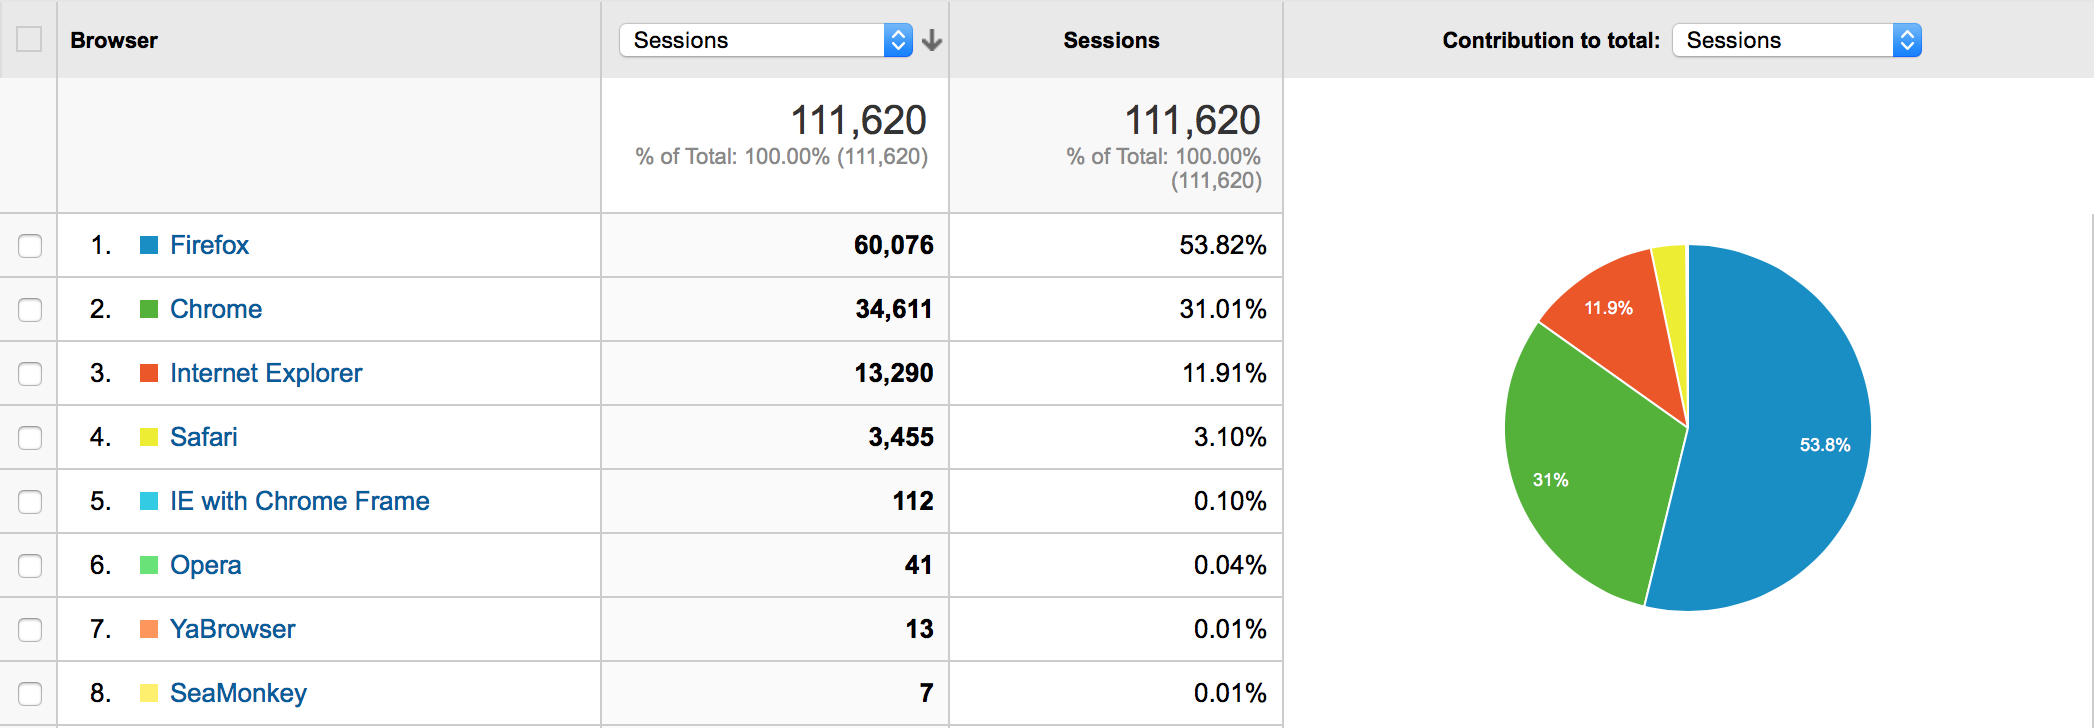 Browser Sessions Sessions Contribution to total: Sessions
111,620 111,620
% of Total: 100.00% (111,620) % of Total: 100.00%
(111,620)
1. Firefox 60,076 53.82%
2. Chrome 34,611 31.01%
3. Internet Explorer 13,290 11.91%
4. Safari 3,455 3.10%
5. IE with Chrome Frame 112 0.10%
6. Opera 41 0.04%
7. YaBrowser 13 0.01%
8. SeaMonkey 7 0.01%
11.9%
53.8%
31%